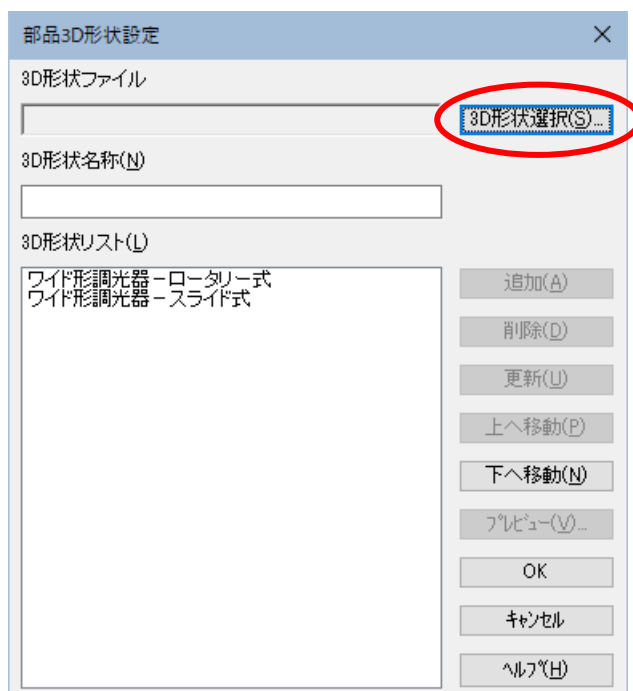 部品3D形状設定
3D形状ファイル
3D形状選択(S)...
3D形状名称(N)
3D形状リスト(L)
ワイド形調光器－ロータリー式
ワイド形調光器－スライド式
追加(A)
削除(D)
更新(U)
上へ移動(P)
下へ移動(N)
ﾌﾟﾚﾋﾞｭｰ(V)...
OK
ｷｬﾝｾﾙ
ﾍﾙﾌﾟ(H)